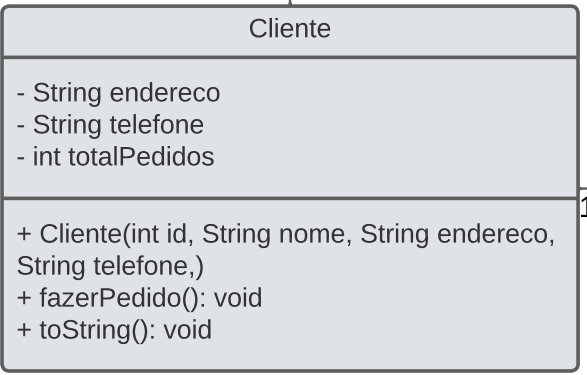 Cliente
- String endereco
- String telefone
- int totalPedidos
1
+ Cliente(int id, String nome, String endereco,
String telefone,)
+ fazerPedido(): void
+ toString(): void